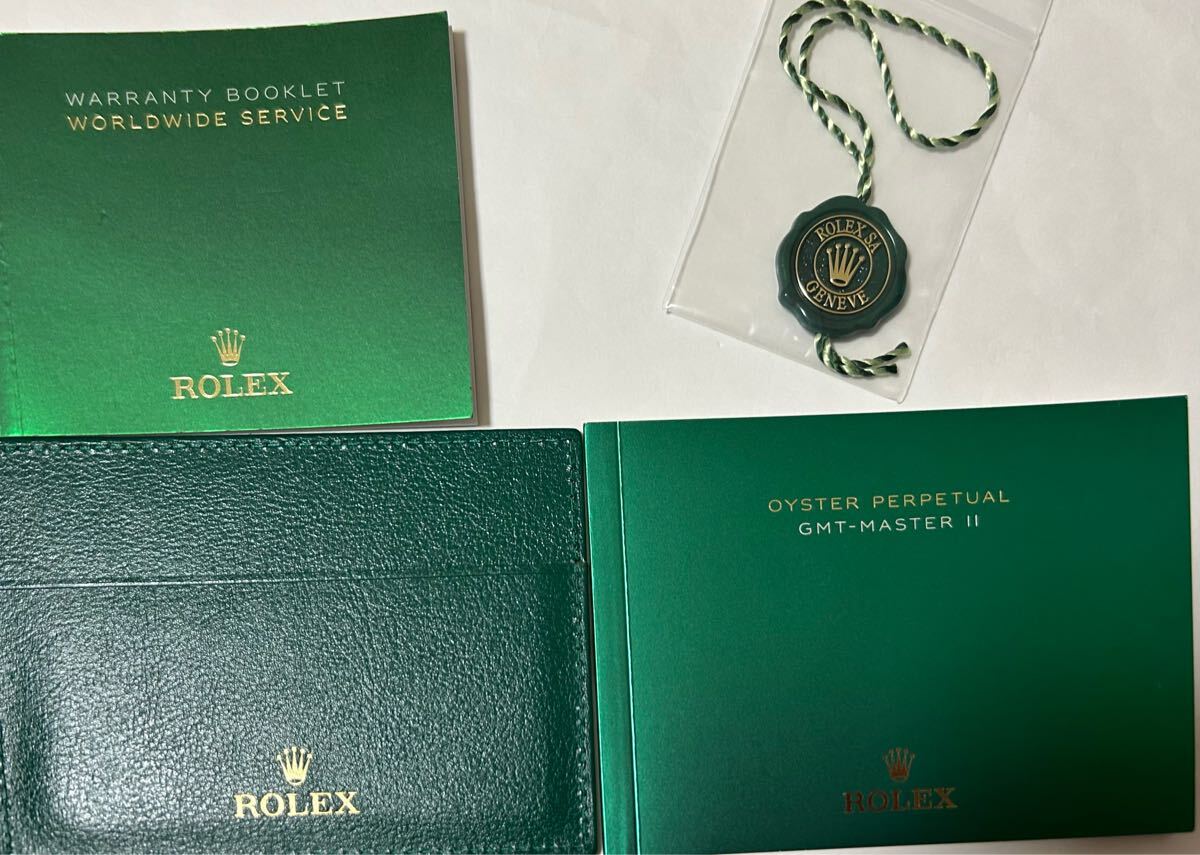 WARRANTY BOOKLET
WORLDWIDE SERVICE
ROLEX
ROLEX SA
GENEVE
OYSTER PERPETUAL
GMT-MASTER II
ROLEX
ROLEX